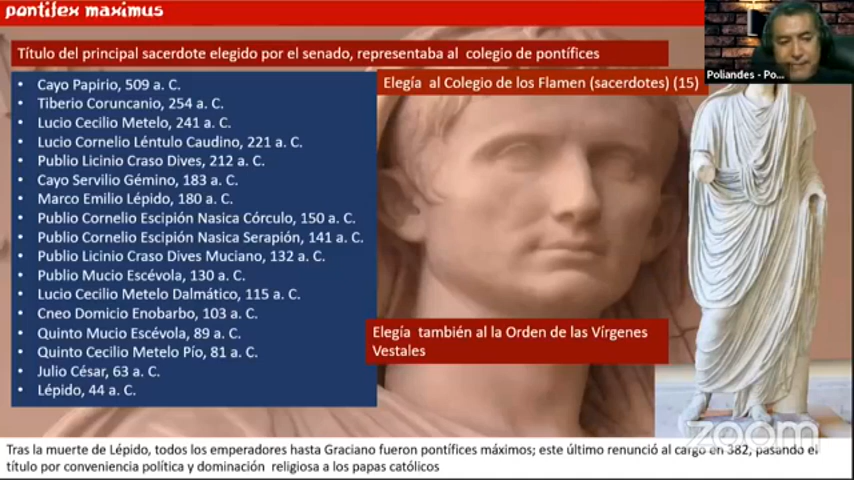 pontifex maximus
Título del principal sacerdote elegido por el senado, representaba al colegio de pontífices
Poliandes - Po...
Elegía al Colegio de los Flamen (sacerdotes) (15)
• Cayo Papirio, 509 a. C.
• Tiberio Coruncanio, 254 a. C.
• Lucio Cecilio Metelo, 241 a. C.
• Lucio Cornelio Léntulo Caudino, 221 a. C.
• Publio Licinio Craso Dives, 212 a. C.
• Cayo Servilio Gémino, 183 a. C.
• Marco Emilio Lépido, 180 a. C.
• Publio Cornelio Escipión Nasica Córculo, 150 a. C.
• Publio Cornelio Escipión Nasica Serapión, 141 a. C.
• Publio Licinio Craso Dives Muciano, 132 a. C.
• Publio Mucio Escévola, 130 a. C.
• Lucio Cecilio Metelo Dalmático, 115 a. C.
• Cneo Domicio Enobarbo, 103 a. C.
• Quinto Mucio Escévola, 89 a. C.
• Quinto Cecilio Metelo Pío, 81 a. C.
• Julio César, 63 a. C.
• Lépido, 44 a. C.
Elegía también al la Orden de las Vírgenes
Vestales
zoom
Tras la muerte de Lépido, todos los emperadores hasta Graciano fueron pontífices máximos; este último renunció al cargo en 382, pasando el
título por conveniencia política y dominación religiosa a los papas católicos